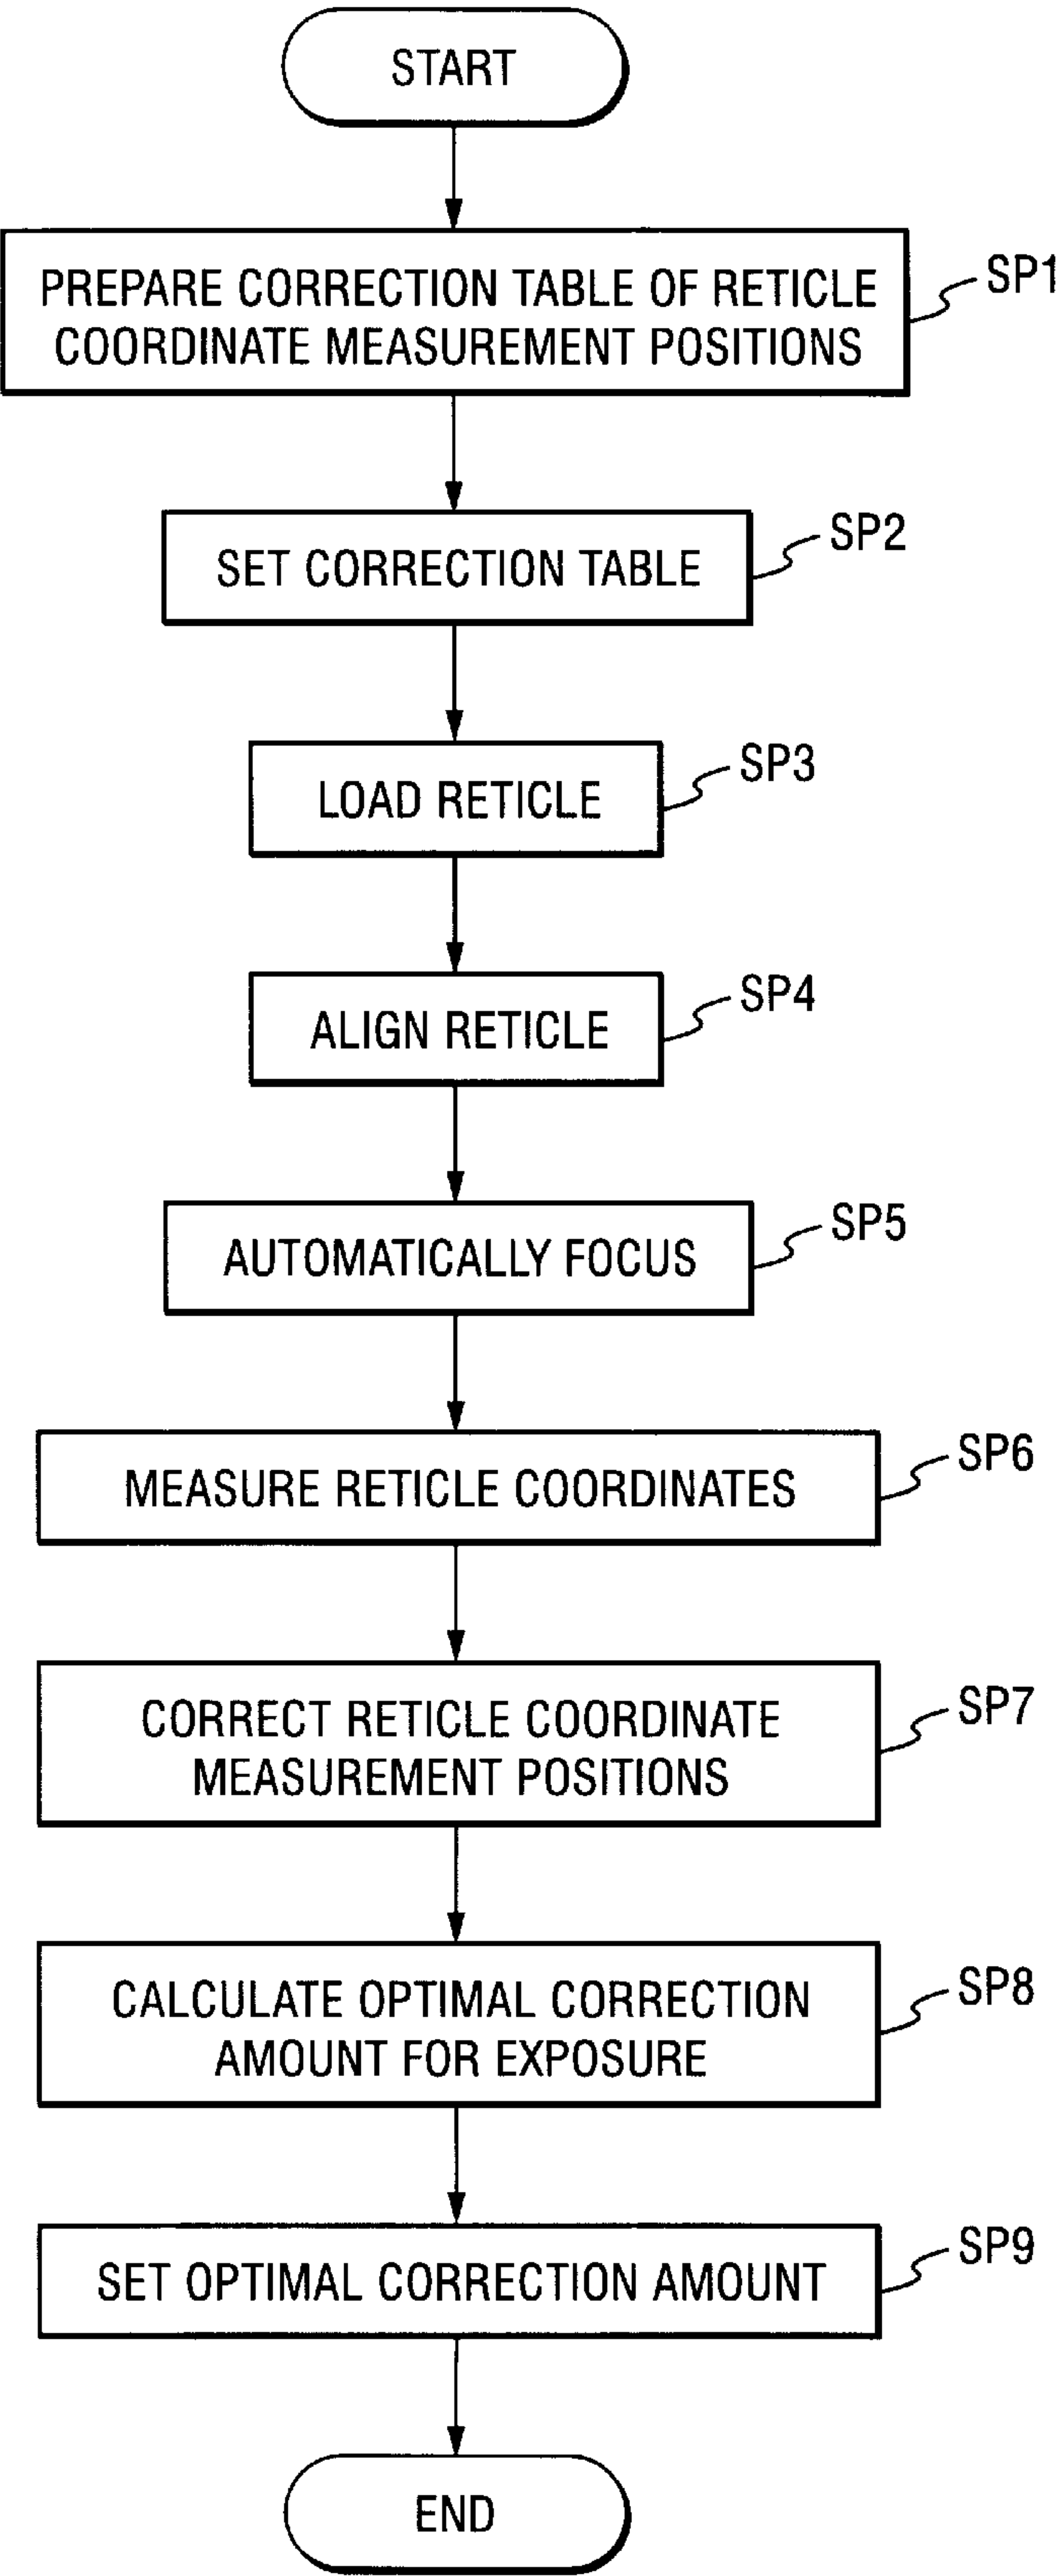 START
PREPARE CORRECTION TABLE OF RETICLE
COORDINATE MEASUREMENT POSITIONS
SP1
SET CORRECTION TABLE
SP2
LOAD RETICLE
SP3
ALIGN RETICLE
SP4
AUTOMATICALLY FOCUS
SP5
MEASURE RETICLE COORDINATES
SP6
CORRECT RETICLE COORDINATE
MEASUREMENT POSITIONS
SP7
CALCULATE OPTIMAL CORRECTION
AMOUNT FOR EXPOSURE
SP8
SET OPTIMAL CORRECTION AMOUNT
SP9
END